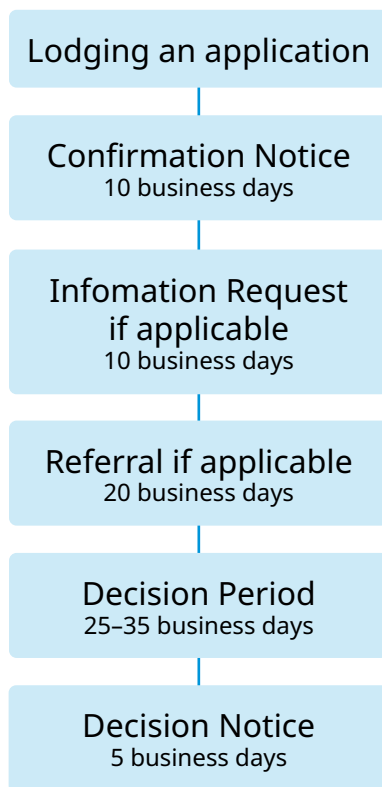 Lodging an application
Confirmation Notice
10 business days
Infomation Request
if applicable
10 business days
Referral if applicable
20 business days
Decision Period
25–35 business days
Decision Notice
5 business days